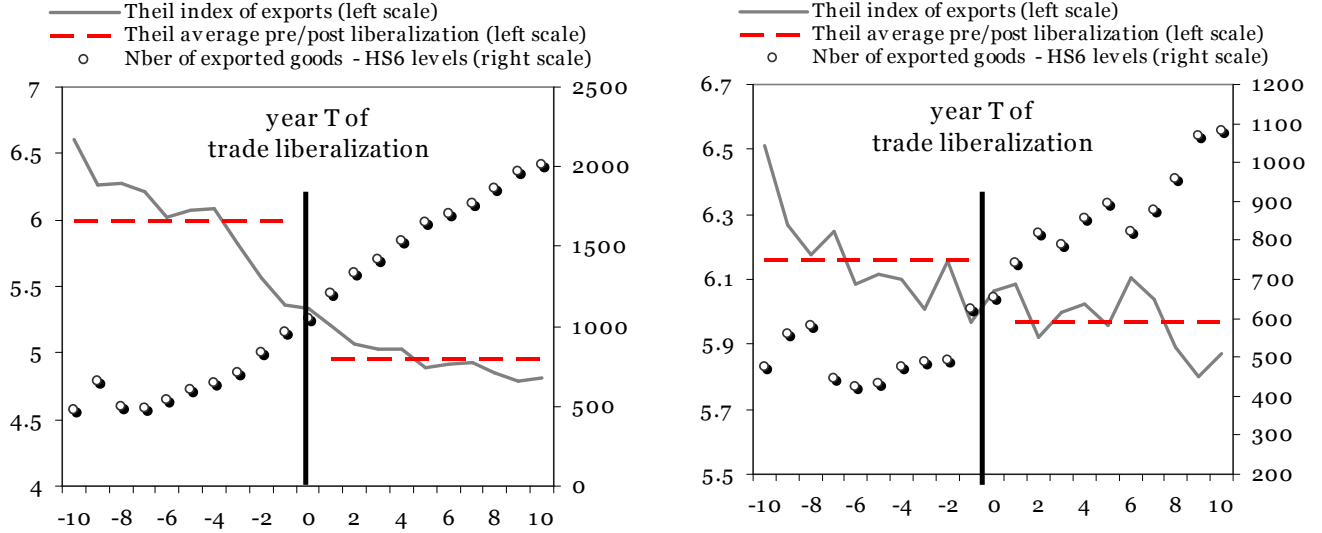 Theil index of exports (left scale)
Theil average pre/post liberalization (left scale)
Nber of exported goods - HS6 levels (right scale)
year T of
trade liberalization
7
6.5
6
5.5
5
4.5
4
2500
2000
1500
1000
500
0
-10 -8 -6 -4 -2 0 2 4 6 8 10
Theil index of exports (left scale)
Theil average pre/post liberalization (left scale)
Nber of exported goods - HS6 levels (right scale)
year T of
trade liberalization
6.7
6.5
6.3
6.1
5.9
5.7
5.5
1200
1100
1000
900
800
700
600
500
400
300
200
-10 -8 -6 -4 -2 0 2 4 6 8 10